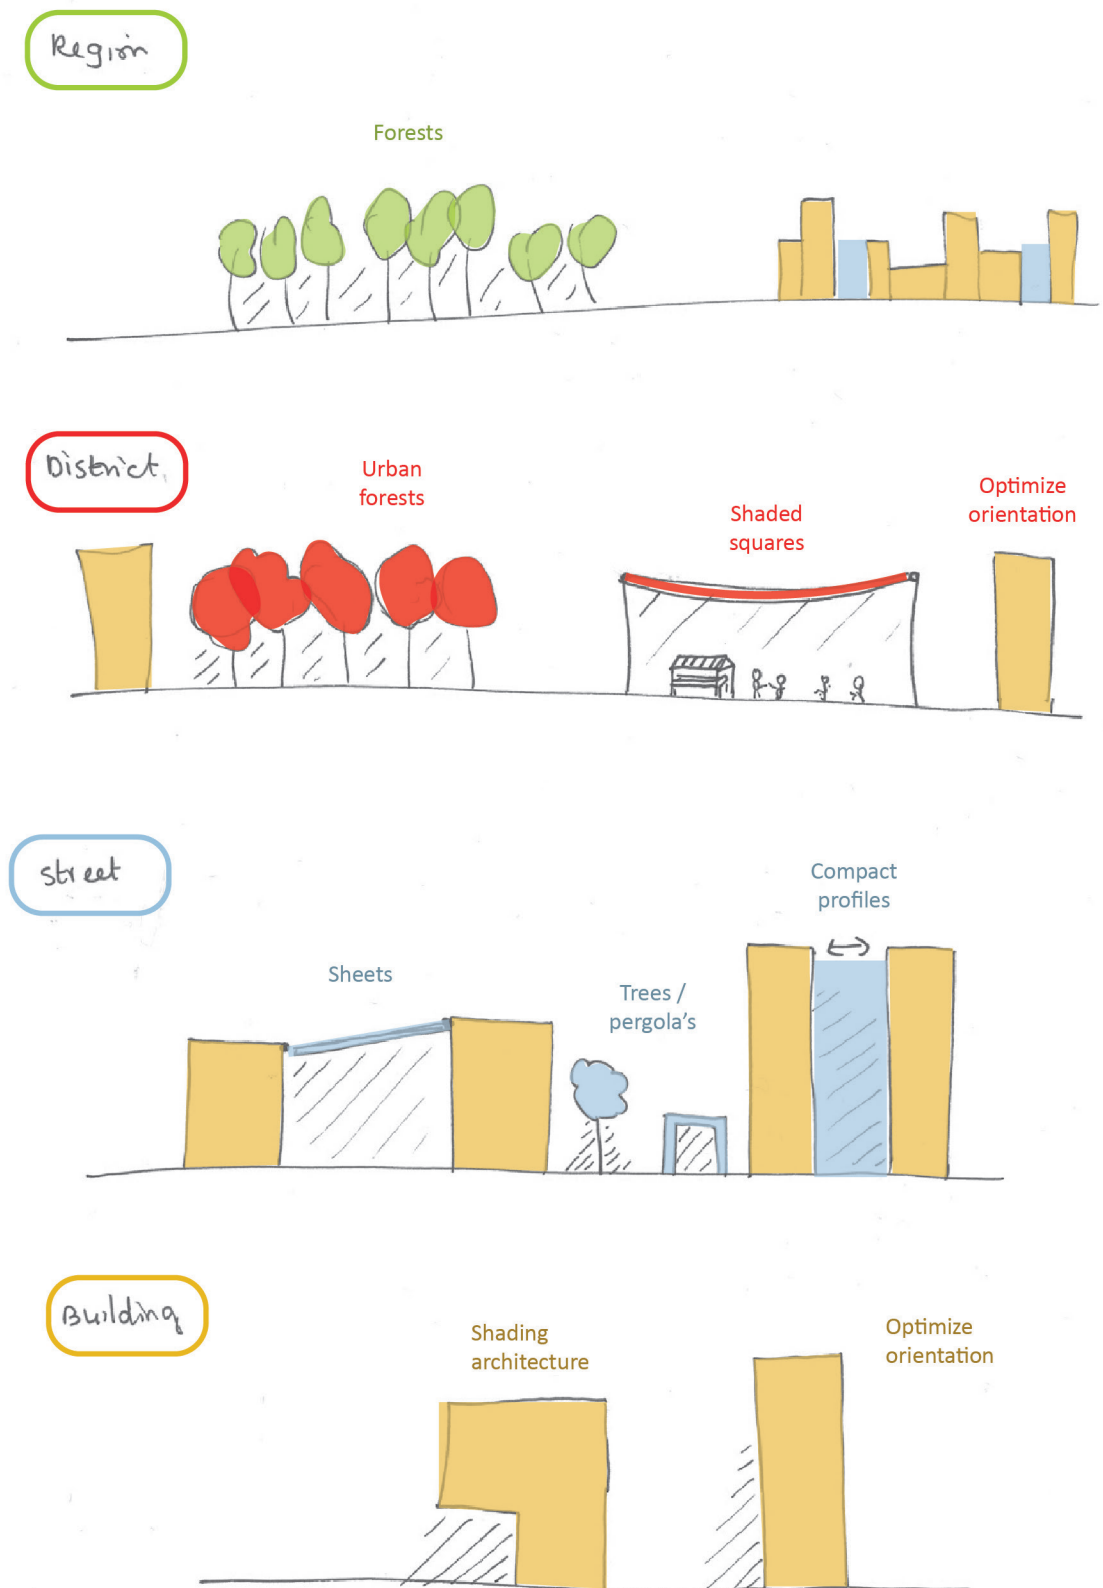 Region
Forests
District
Urban
forests
Shaded
squares
Optimize
orientation
Street
Compact
profiles
Sheets
Trees /
pergola's
Building
Shading
architecture
Optimize
orientation